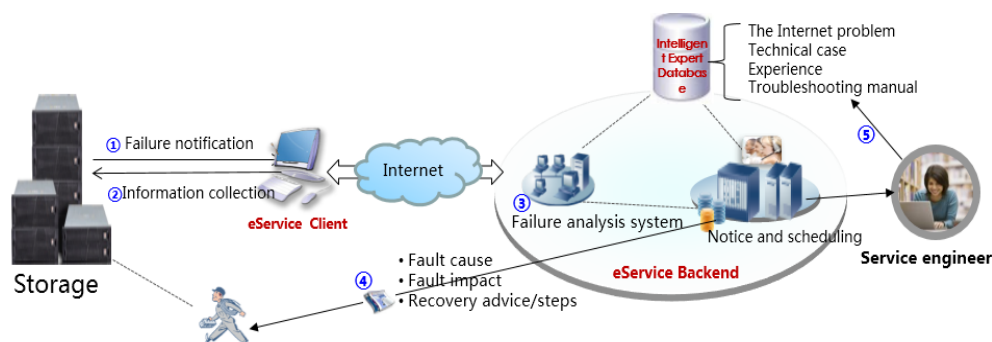 Intelligen
t Expert
Databas
e
The Internet problem
Technical case
Experience
Troubleshooting manual
① Failure notification
②Information collection
eService Client
Internet
③
Failure analysis system
Notice and scheduling
eService Backend
⑤
Service engineer
Storage
④
• Fault cause
• Fault impact
• Recovery advice/steps